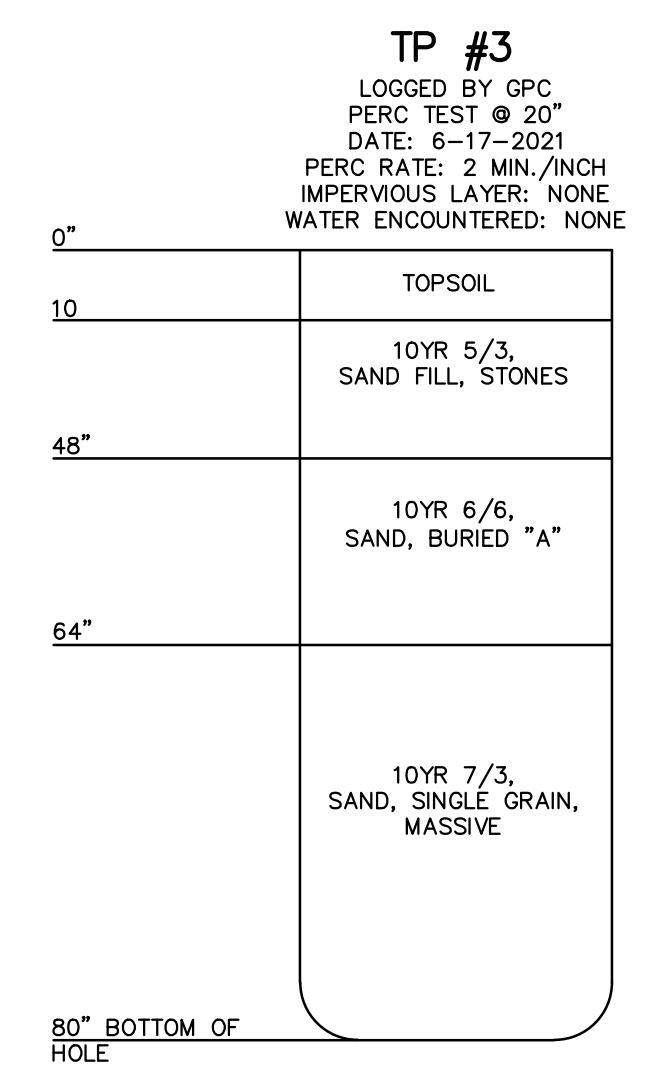 TP #3
LOGGED BY GPC
PERC TEST @ 20”
DATE: 6–17–2021
PERC RATE: 2 MIN./INCH
IMPERVIOUS LAYER: NONE
WATER ENCOUNTERED: NONE
0”
TOPSOIL
10
10YR 5/3,
SAND FILL, STONES
48”
10YR 6/6,
SAND, BURIED ”A”
64”
10YR 7/3,
SAND, SINGLE GRAIN,
MASSIVE
80” BOTTOM OF
HOLE